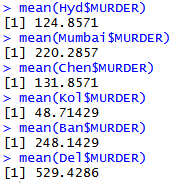 > mean(Hyd$MURDER)
[1] 124.8571
> mean(Mumbai$MURDER)
[1] 220.2857
> mean(Chen$MURDER)
[1] 131.8571
> mean(Kol$MURDER)
[1] 48.71429
> mean(Ban$MURDER)
[1] 248.1429
> mean(Del$MURDER)
[1] 529.4286